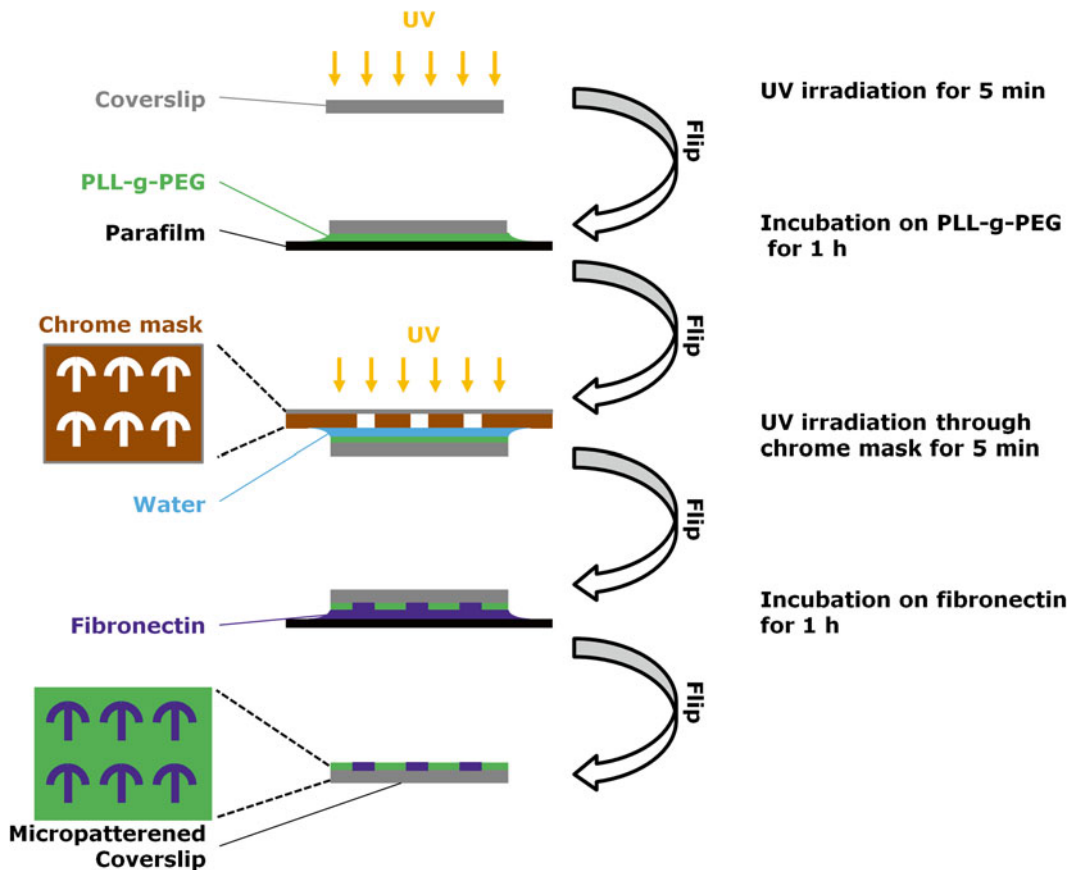 UV
Coverslip
UV irradiation for 5 min
Flip
PLL-g-PEG
Parafilm
Incubation on PLL-g-PEG
for 1 h
Flip
Chrome mask
UV
UV irradiation through
chrome mask for 5 min
Water
Flip
Fibronectin
Incubation on fibronectin
for 1 h
Flip
Micropatterened
Coverslip